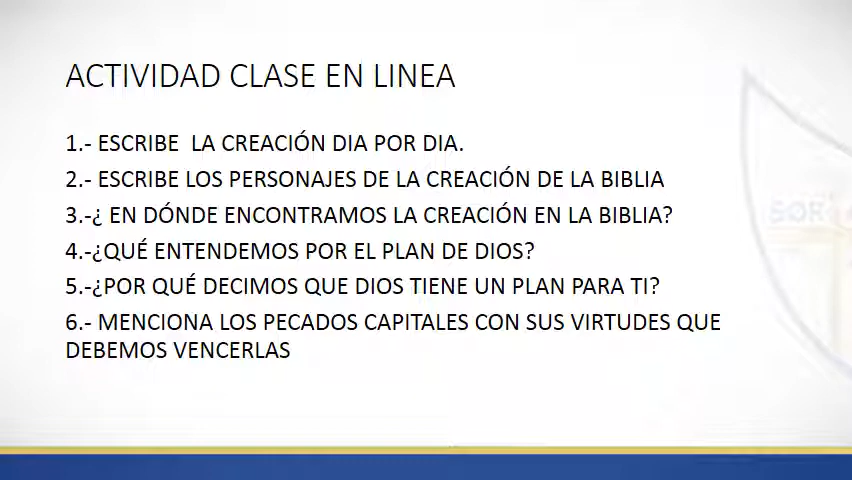 ACTIVIDAD CLASE EN LINEA
1.- ESCRIBE LA CREACIÓN DIA POR DIA.
2.- ESCRIBE LOS PERSONAJES DE LA CREACIÓN DE LA BIBLIA
3.-¿ EN DÓNDE ENCONTRAMOS LA CREACIÓN EN LA BIBLIA?
4.-¿QUÉ ENTENDEMOS POR EL PLAN DE DIOS?
5.-¿POR QUÉ DECIMOS QUE DIOS TIENE UN PLAN PARA TI?
6.- MENCIONA LOS PECADOS CAPITALES CON SUS VIRTUDES QUE
DEBEMOS VENCERLAS